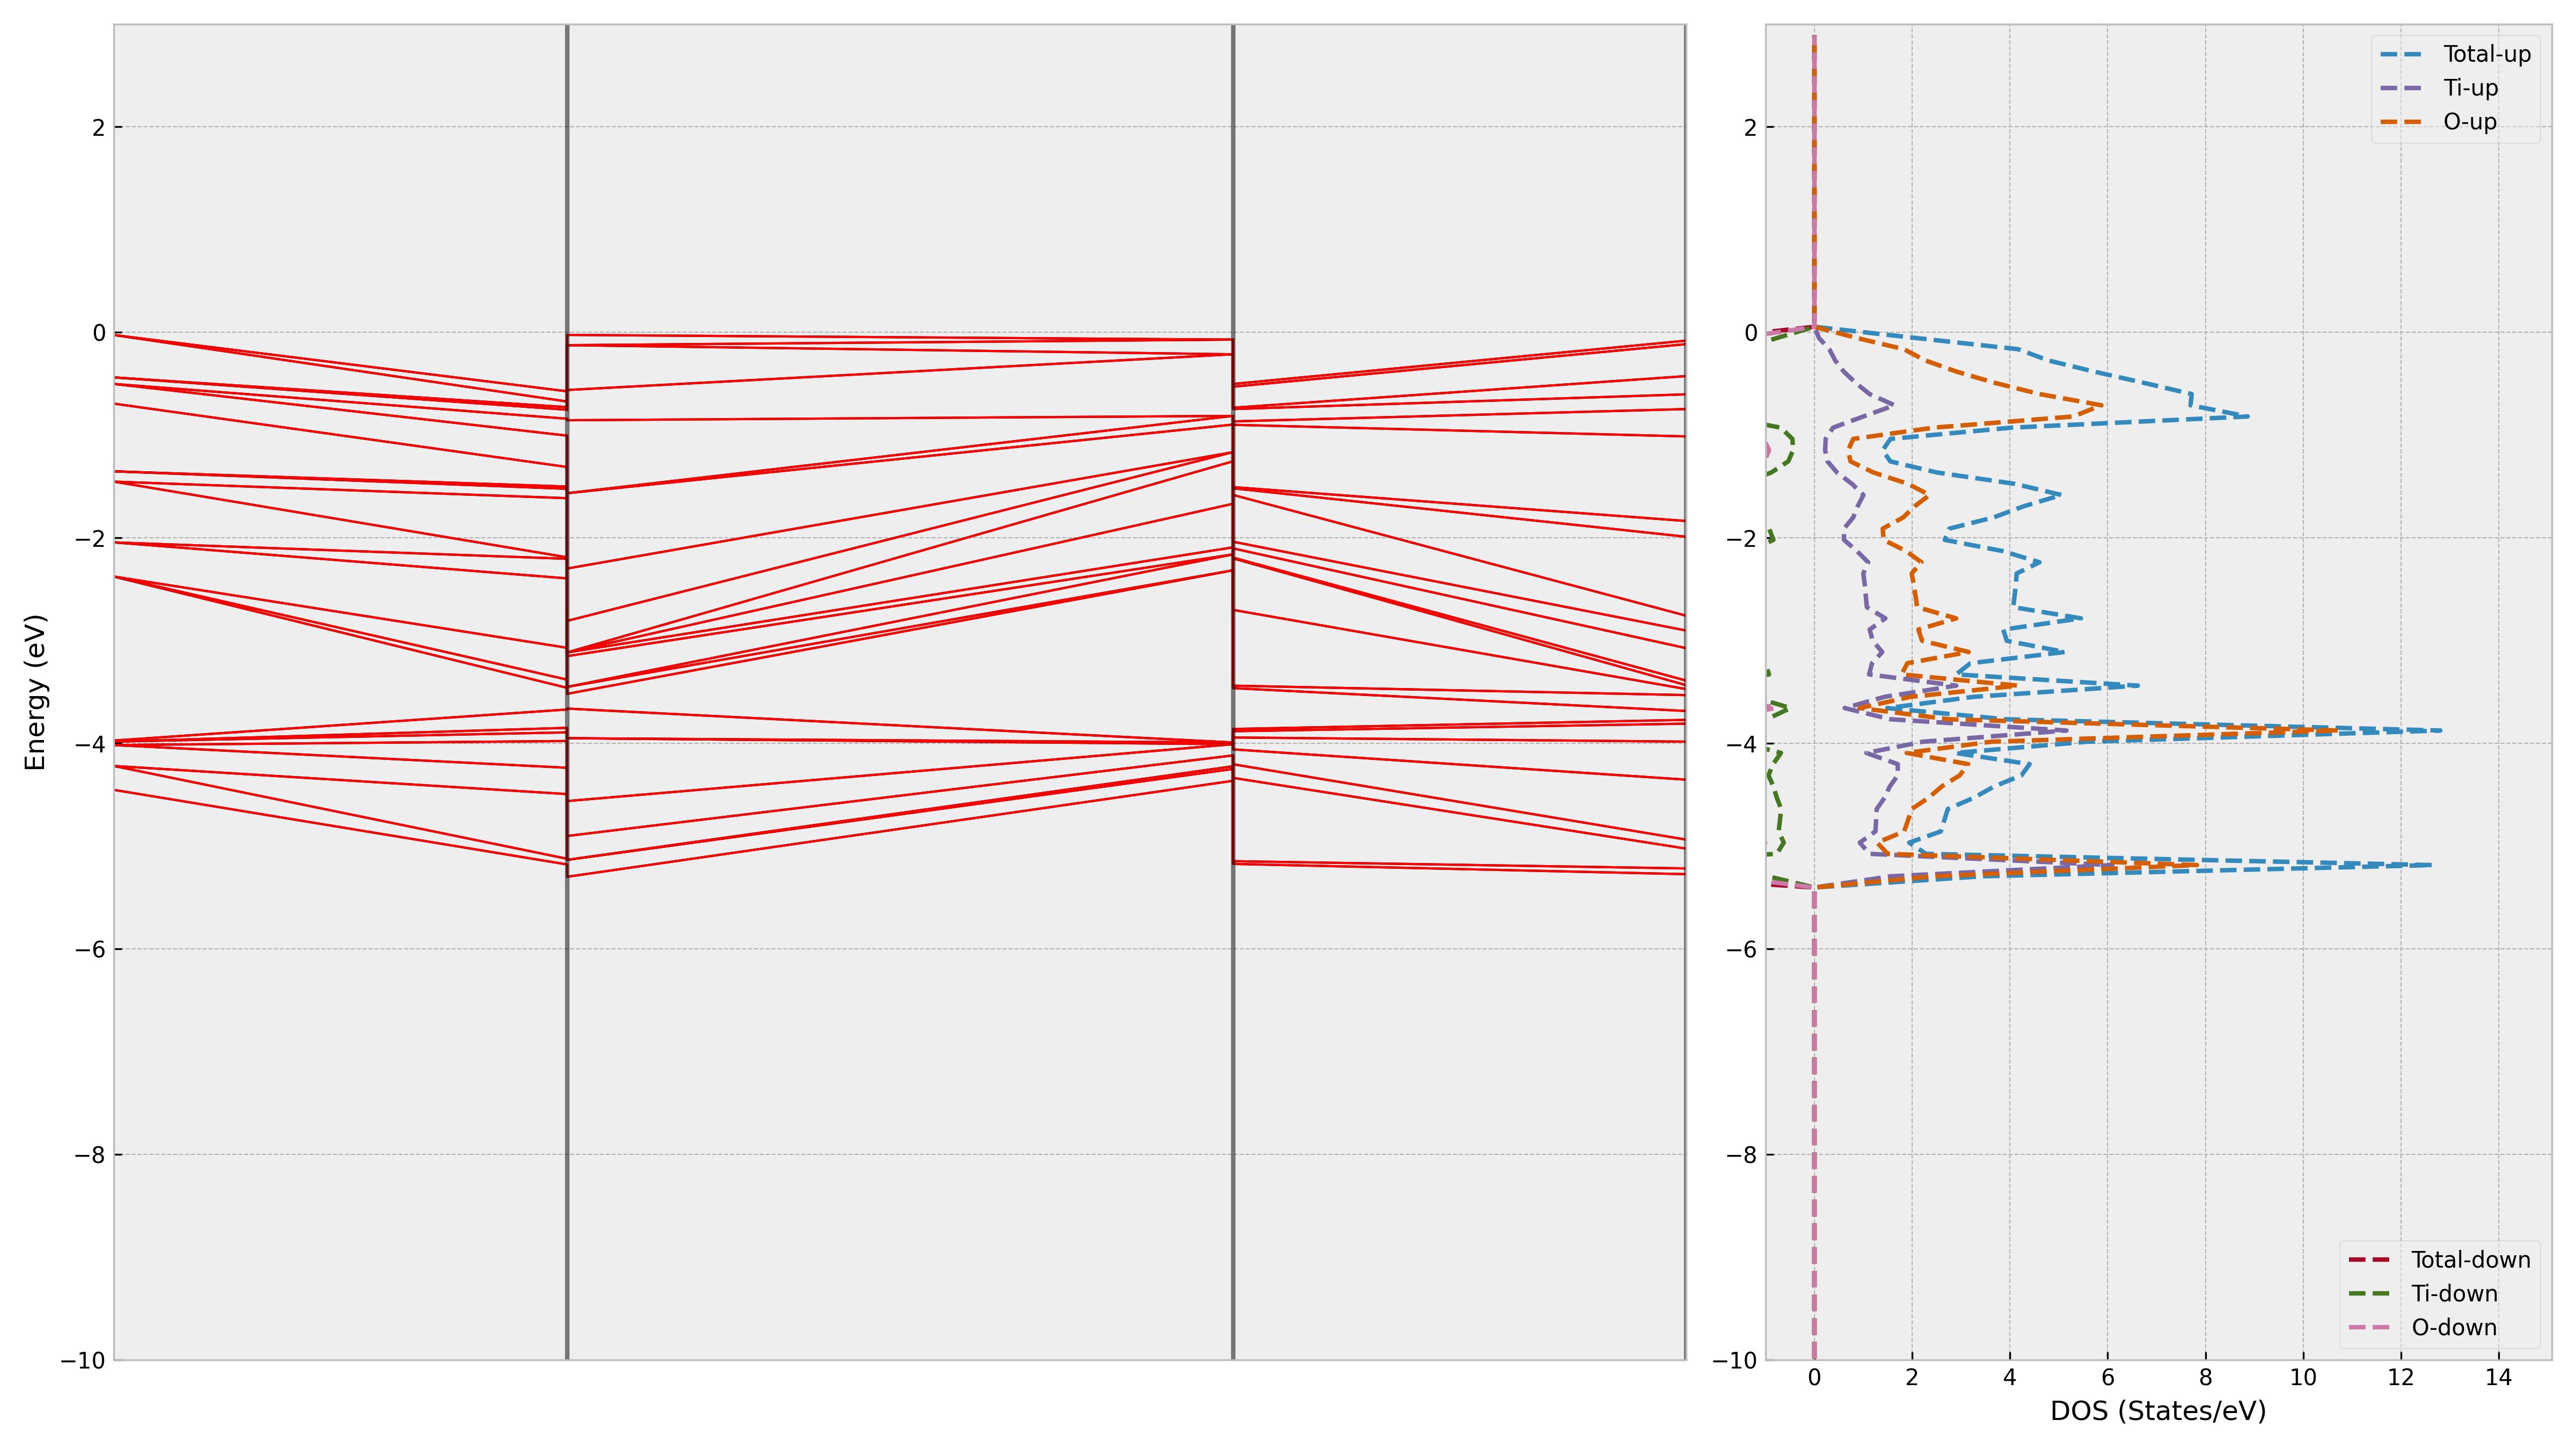 Energy (eV)
2
0
−2
−4
−6
−8
−10
2
0
−2
−4
−6
−8
−10
Total-up
Ti-up
O-up
Total-down
Ti-down
O-down
0 2 4 6 8 10 12 14
DOS (States/eV)